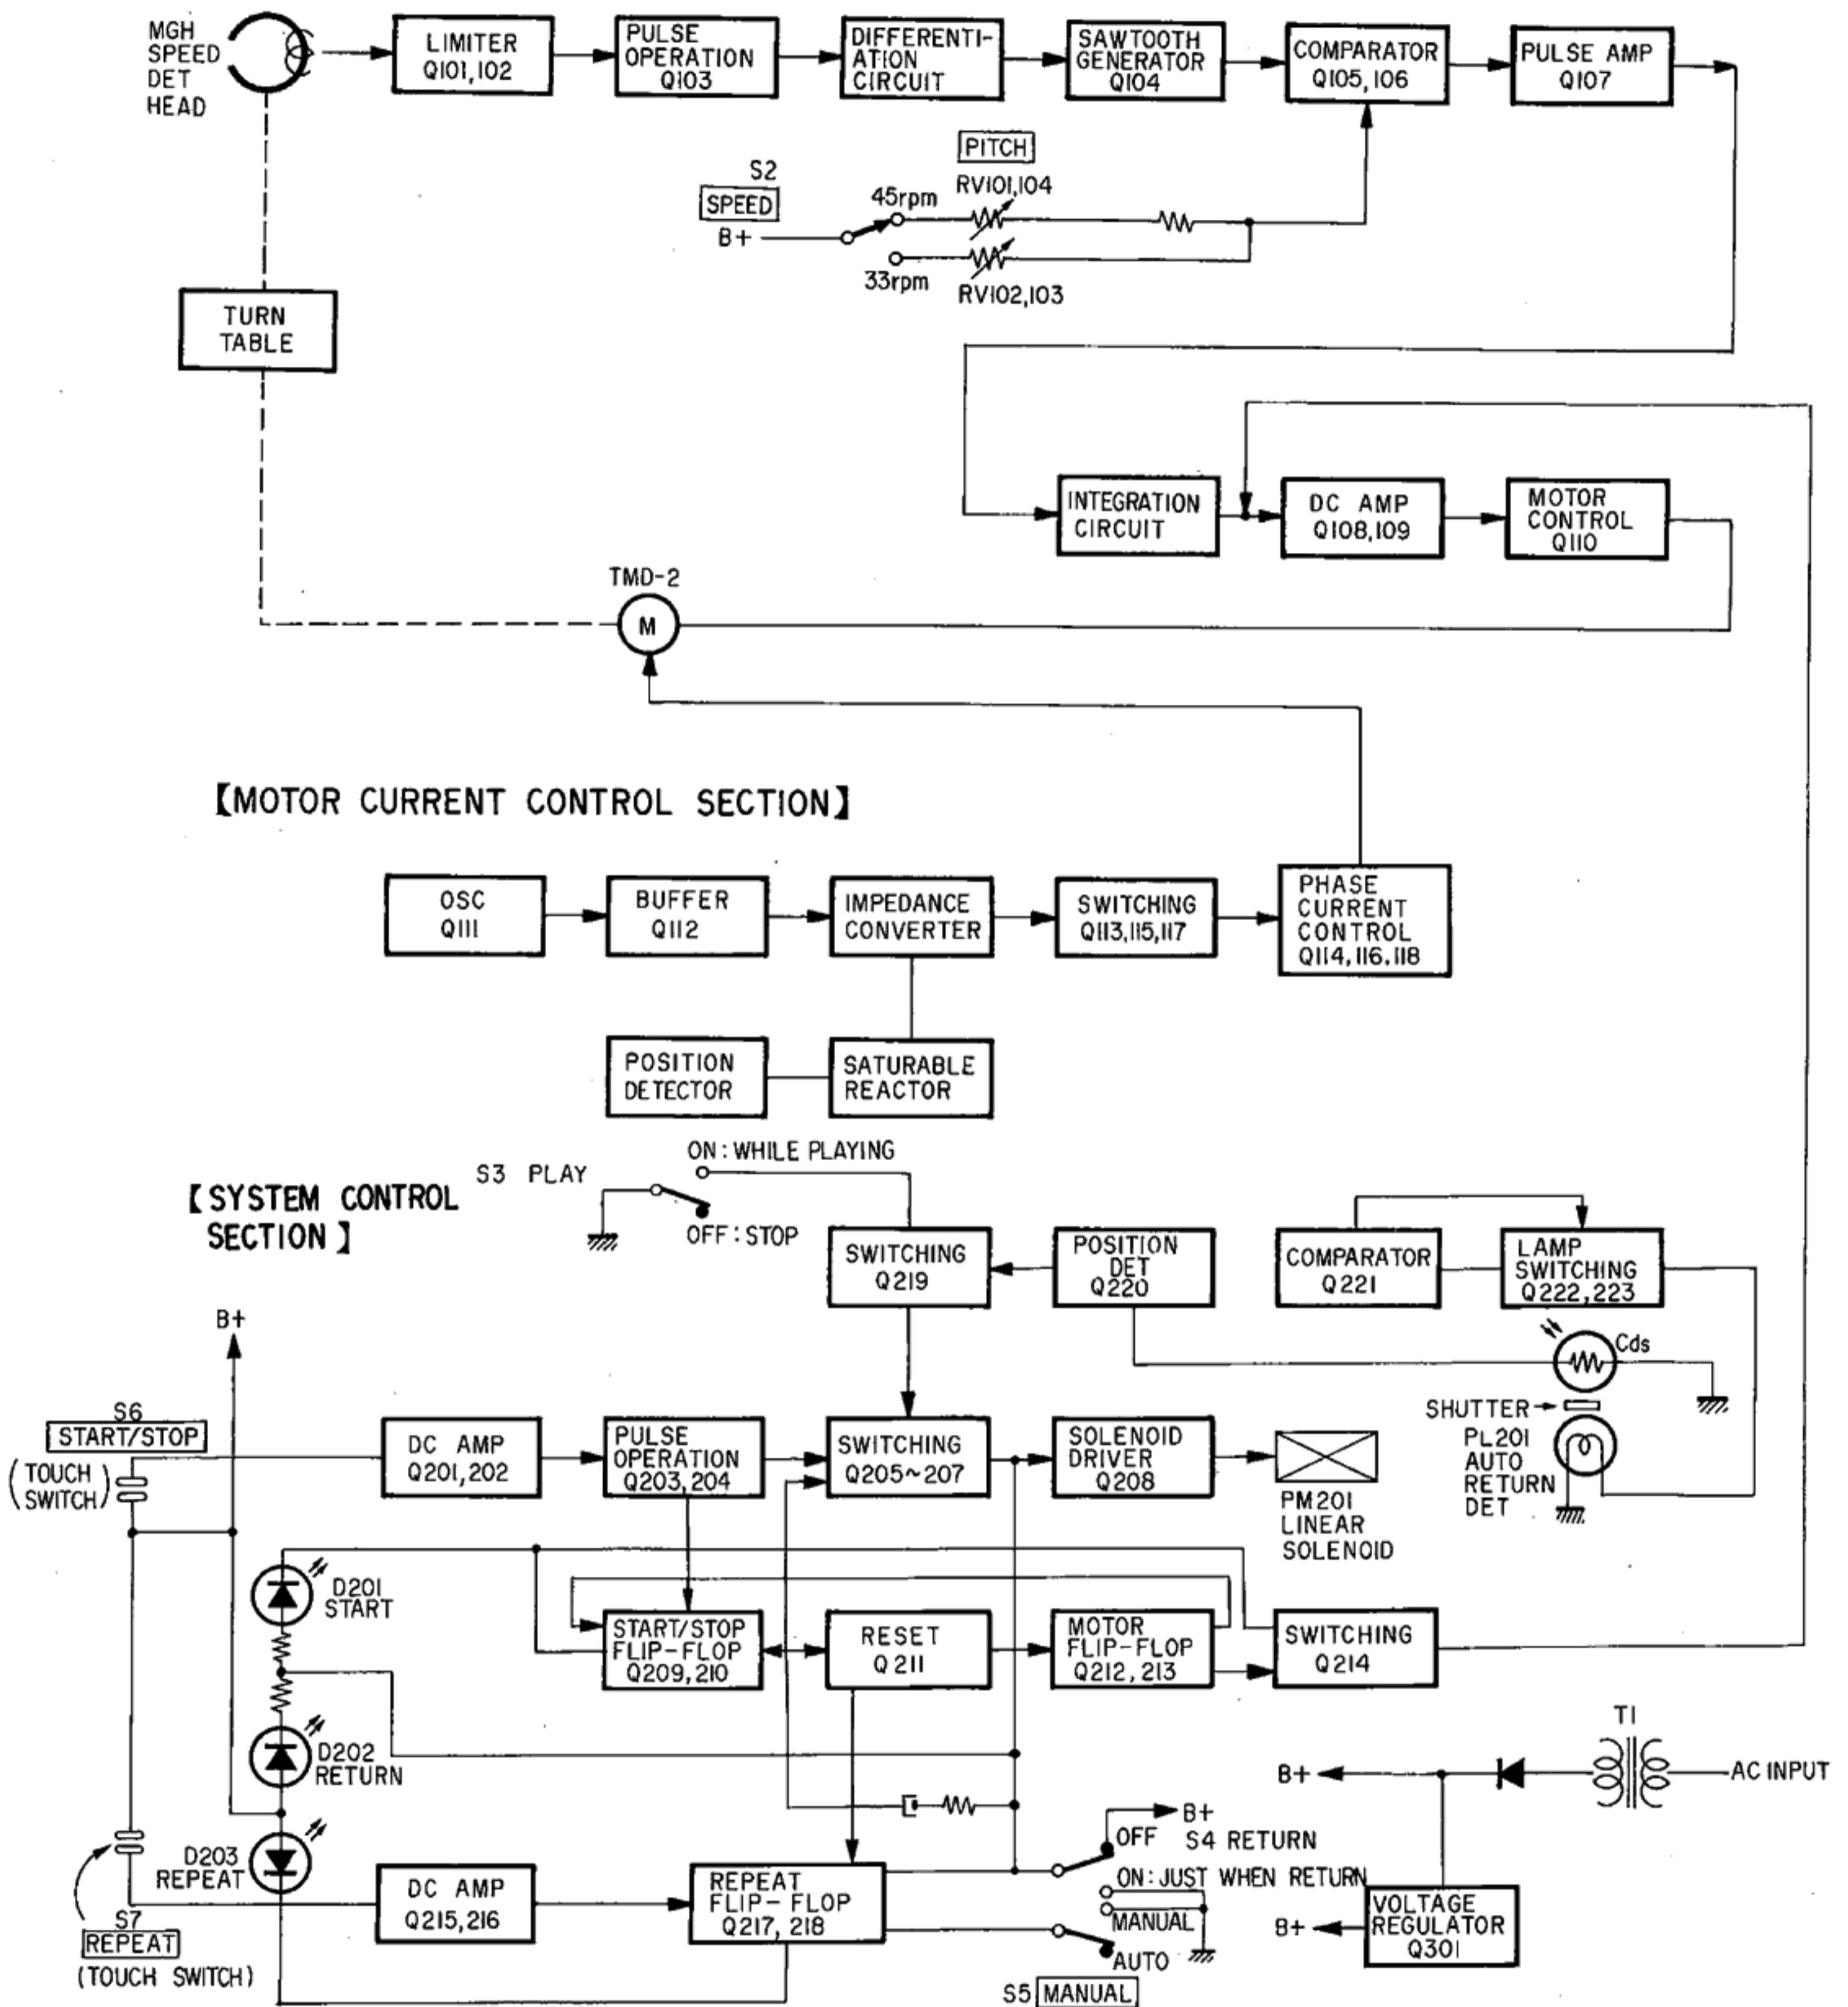 MGH
SPEED
DET
HEAD
LIMITER
Q101,102
PULSE
OPERATION
Q103
DIFFERENTI-
ATION
CIRCUIT
SAWTOOTH
GENERATOR
Q104
COMPARATOR
Q105,106
PULSE AMP
Q107
PITCH
S2
SPEED
45rpm
RV101,104
B+
33rpm
RV102,103
TURN
TABLE
INTEGRATION
CIRCUIT
DC AMP
Q108,109
MOTOR
CONTROL
Q110
TMD-2
M
【MOTOR CURRENT CONTROL SECTION】
OSC
Q111
BUFFER
Q112
IMPEDANCE
CONVERTER
SWITCHING
Q113,115,117
PHASE
CURRENT
CONTROL
Q114,116,118
POSITION
DETECTOR
SATURABLE
REACTOR
【SYSTEM CONTROL
SECTION】
S3 PLAY
ON : WHILE PLAYING
OFF : STOP
SWITCHING
Q219
POSITION
DET
Q220
COMPARATOR
Q221
LAMP
SWITCHING
Q222,223
Cds
SHUTTER
PL201
AUTO
RETURN
DET
B+
S6
START/STOP
(TOUCH
SWITCH)
DC AMP
Q201,202
PULSE
OPERATION
Q203,204
SWITCHING
Q205~207
SOLENOID
DRIVER
Q208
PM201
LINEAR
SOLENOID
D201
START
START/STOP
FLIP-FLOP
Q209,210
RESET
Q211
MOTOR
FLIP-FLOP
Q212,213
SWITCHING
Q214
D202
RETURN
T1
B+
AC INPUT
B+
OFF
S4 RETURN
ON : JUST WHEN RETURN
MANUAL
AUTO
S5 MANUAL
D203
REPEAT
S7
REPEAT
(TOUCH SWITCH)
DC AMP
Q215,216
REPEAT
FLIP-FLOP
Q217,218
B+
VOLTAGE
REGULATOR
Q301